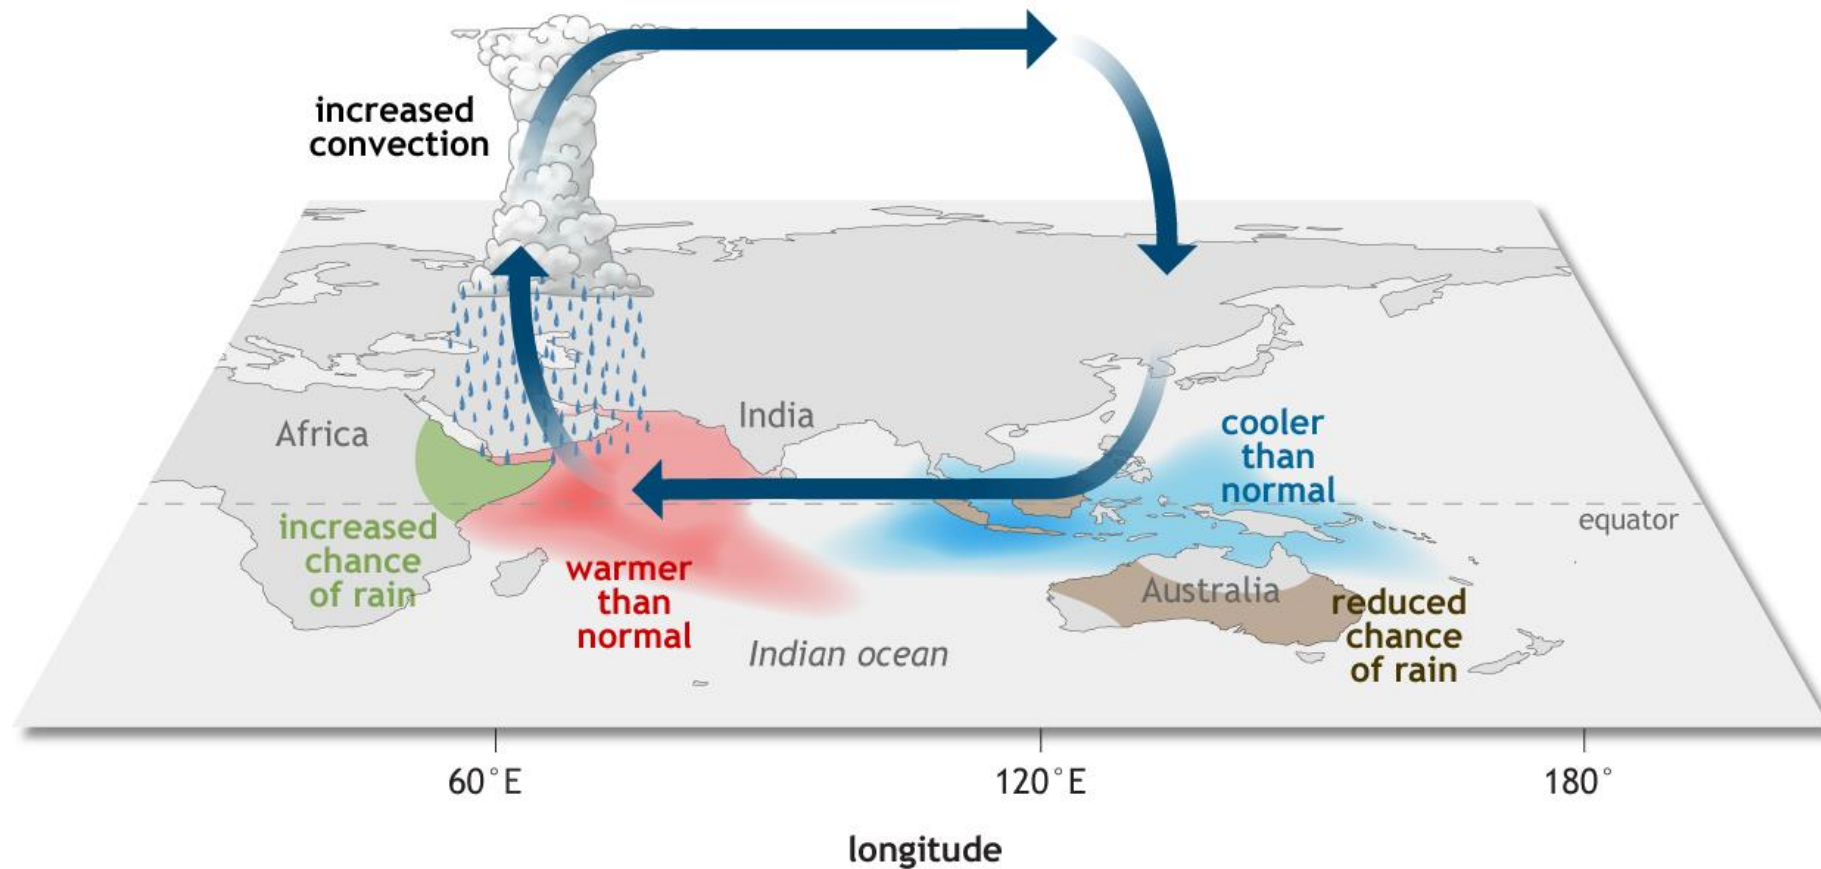 increased
convection
Africa
India
cooler
than
normal
increased
chance
of rain
equator
warmer
than
normal
Australia
reduced
chance
of rain
Indian ocean
60°E
120°E
180°
longitude